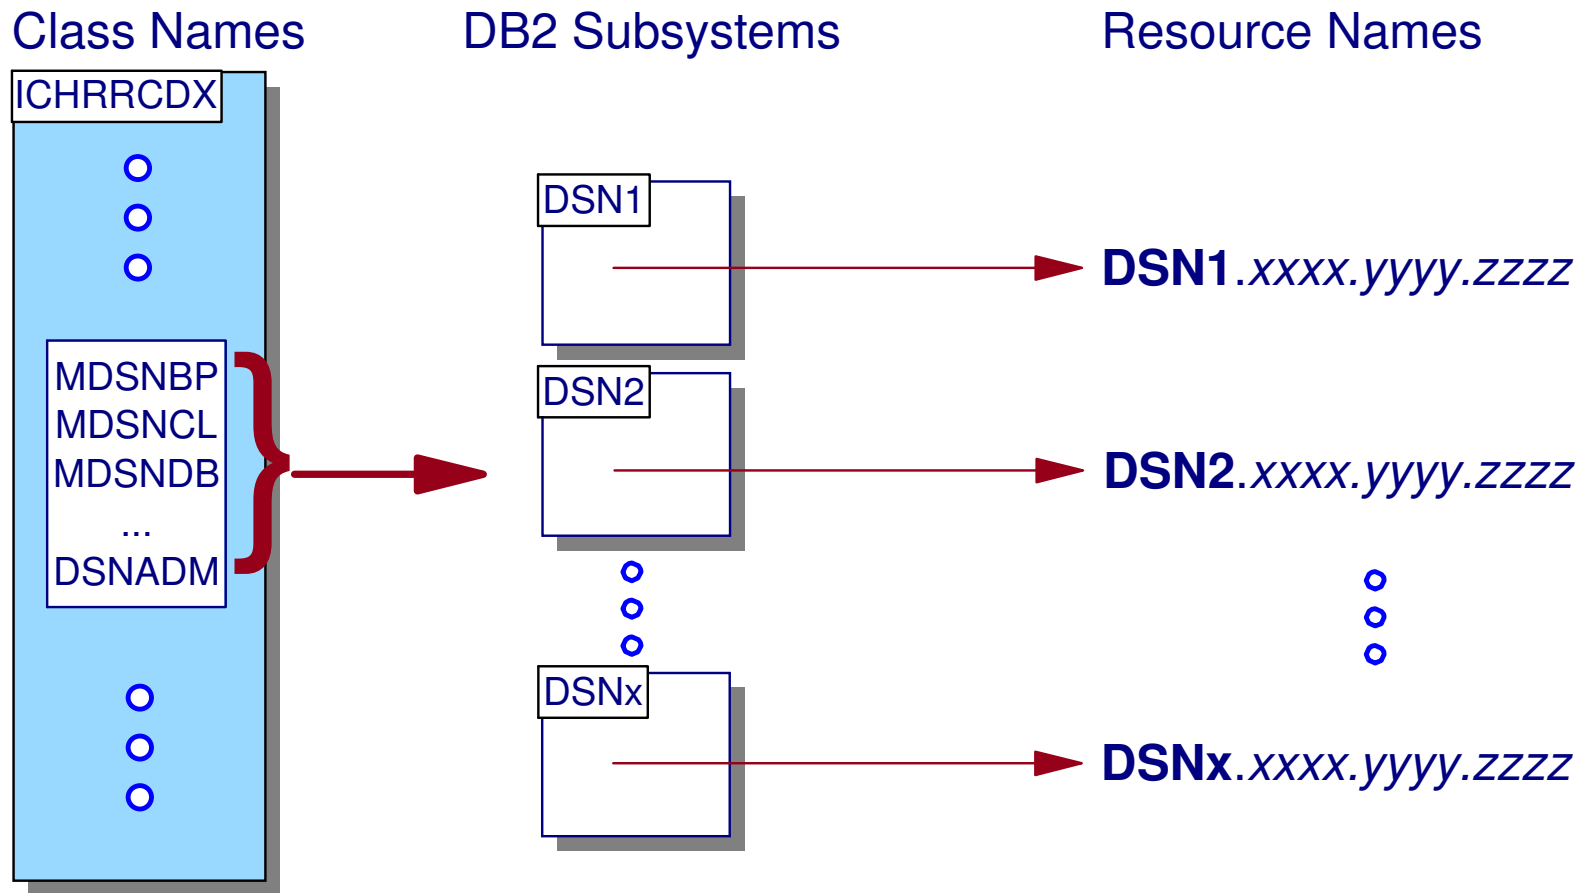 Class Names
DB2 Subsystems
Resource Names
ICHRRCDX
MDSNBP
MDSNCL
MDSNDB
...
DSNADM
DSN1
DSN1.xxxx.yyyy.zzzz
DSN2
DSN2.xxxx.yyyy.zzzz
DSNx
DSNx.xxxx.yyyy.zzzz